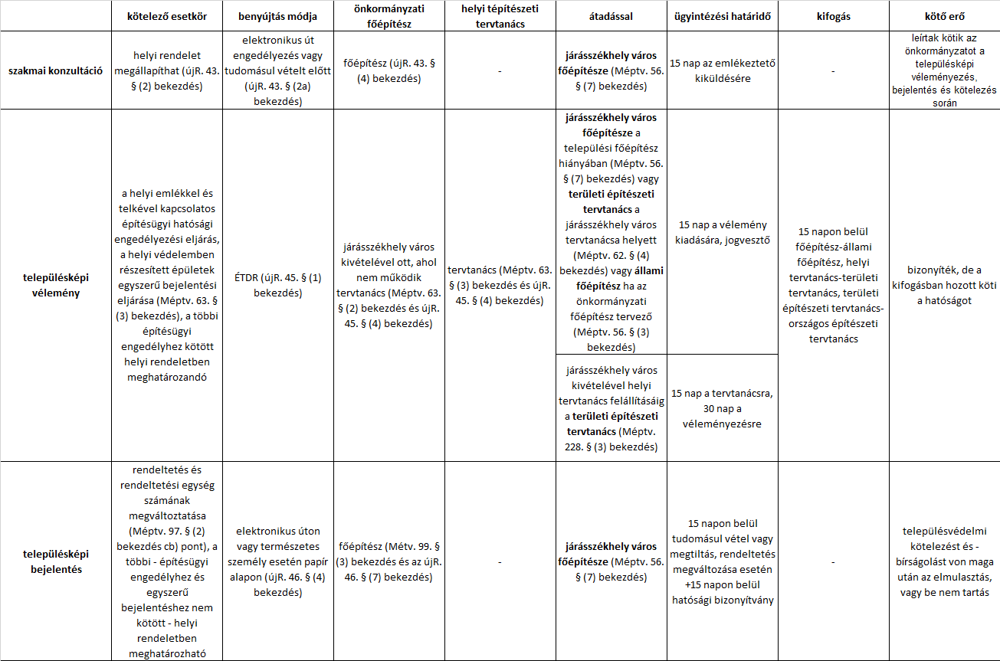 kötelező esetkör
benyújtás módja
önkormányzati
főépítész
helyi tépítészeti
tervtanács
átadással
ügyintézési határidő
kifogás
kötő erő
szakmai konzultáció
helyi rendelet
megállapíthat (újR. 43.
§ (2) bekezdés)
elektronikus út
engedélyezés vagy
tudomásul vételt előtt
(újR. 43. § (2a)
bekezdés)
főépítész (újR. 43. §
(4) bekezdés)
-
járásszékhely város
főépítésze (Méptv. 56.
§ (7) bekezdés)
15 nap az emlékeztető
kiküldésére
-
leírtak kötik az
önkormányzatot a
településképi
véleményezés,
bejelentés és kötelezés
során
településképi
vélemény
a helyi emlékkel és
telkével kapcsolatos
építésügyi hatósági
engedélyezési eljárás,
a helyi védelemben
részesített épületek
egyszerű bejelentési
eljárása (Méptv. 63. §
(3) bekezdés), a többi
építésügyi
engedélyhez kötött
helyi rendeletben
meghatározandó
ÉTDR (újR. 45. § (1)
bekezdés)
járásszékhely város
kivételével ott, ahol
nem működik
tervtanács (Méptv. 63.
§ (2) bekezdés és újR.
45. § (4) bekezdés)
tervtanács (Méptv. 63.
§ (3) bekezdés és újR.
45. § (4) bekezdés)
járásszékhely város
főépítésze a
települési főépítész
hiányában (Méptv. 56.
§ (7) bekezdés) vagy
területi építészeti
tervtanács a
járásszékhely város
tervtanácsa helyett
(Méptv. 62. § (4)
bekezdés) vagy állami
főépítész ha az
önkormányzati
főépítész tervező
(Méptv. 56. § (3)
bekezdés)
15 nap a vélemény
kiadására, jogvesztő
járásszékhely város
kivételével helyi
tervtanács felállításáig
a területi építészeti
tervtanács (Méptv.
228. § (3) bekezdés)
15 nap a tervtanácsra,
30 nap a
véleményezésre
15 napon belül
főépítész-állami
főépítész, helyi
tervtanács-területi
tervtanács, területi
építészeti tervtanács-
országos építészeti
tervtanács
bizonyíték, de a
kifogásban hozott köti
a hatóságot
településképi
bejelentés
rendeltetés és
rendeltetési egység
számának
megváltoztatása
(Méptv. 97. § (2)
bekezdés cb) pont), a
többi - építésügyi
engedélyhez és
egyszerű
bejelentéshez nem
kötött - helyi
rendeletben
meghatározható
elektronikus úton
vagy természetes
személy esetén papír
alapon (újR. 46. § (4)
bekezdés)
főépítész (Métv. 99. §
(3) bekezdés és az újR.
46. § (7) bekezdés)
-
járásszékhely város
főépítésze (Méptv. 56.
§ (7) bekezdés)
15 napon belül
tudomásul vétel vagy
megtiltás, rendeltetés
megváltozása esetén
+15 napon belül
hatósági bizonyítvány
-
településvédelmi
kötelezést és -
bírságolást von maga
után az elmulasztás,
vagy be nem tartás